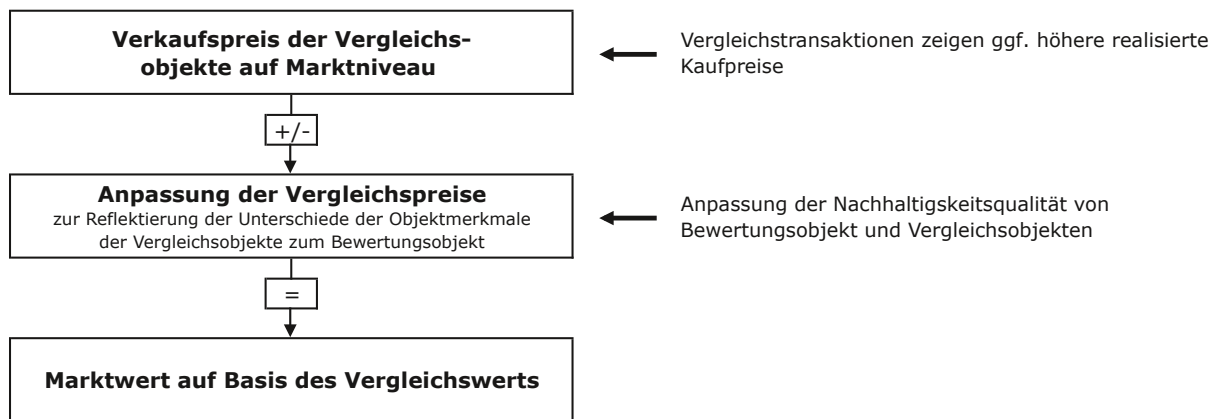 Verkaufspreis der Vergleichs-
objekte auf Marktniveau
Vergleichstransaktionen zeigen ggf. höhere realisierte
Kaufpreise
+/-
Anpassung der Vergleichspreise
zur Reflektierung der Unterschiede der Objektmerkmale
der Vergleichsobjekte zum Bewertungsobjekt
Anpassung der Nachhaltigskeitsqualität von
Bewertungsobjekt und Vergleichsobjekten
=
Marktwert auf Basis des Vergleichswerts